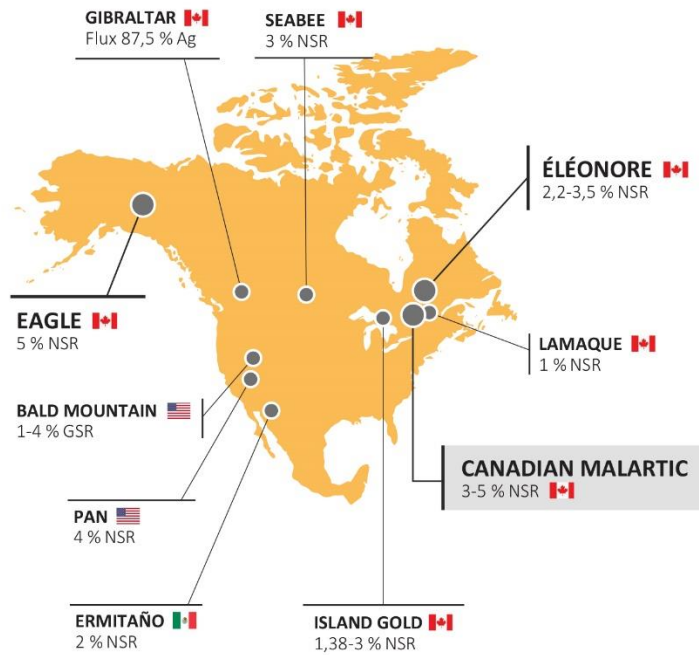 GIBRALTAR
Flux 87,5 % Ag
SEABEE
3 % NSR
ÉLÉONORE
2,2-3,5 % NSR
EAGLE
5 % NSR
LAMAQUE
1 % NSR
BALD MOUNTAIN
1-4 % GSR
CANADIAN MALARTIC
3-5 % NSR
PAN
4 % NSR
ERMITAÑO
2 % NSR
ISLAND GOLD
1,38-3 % NSR